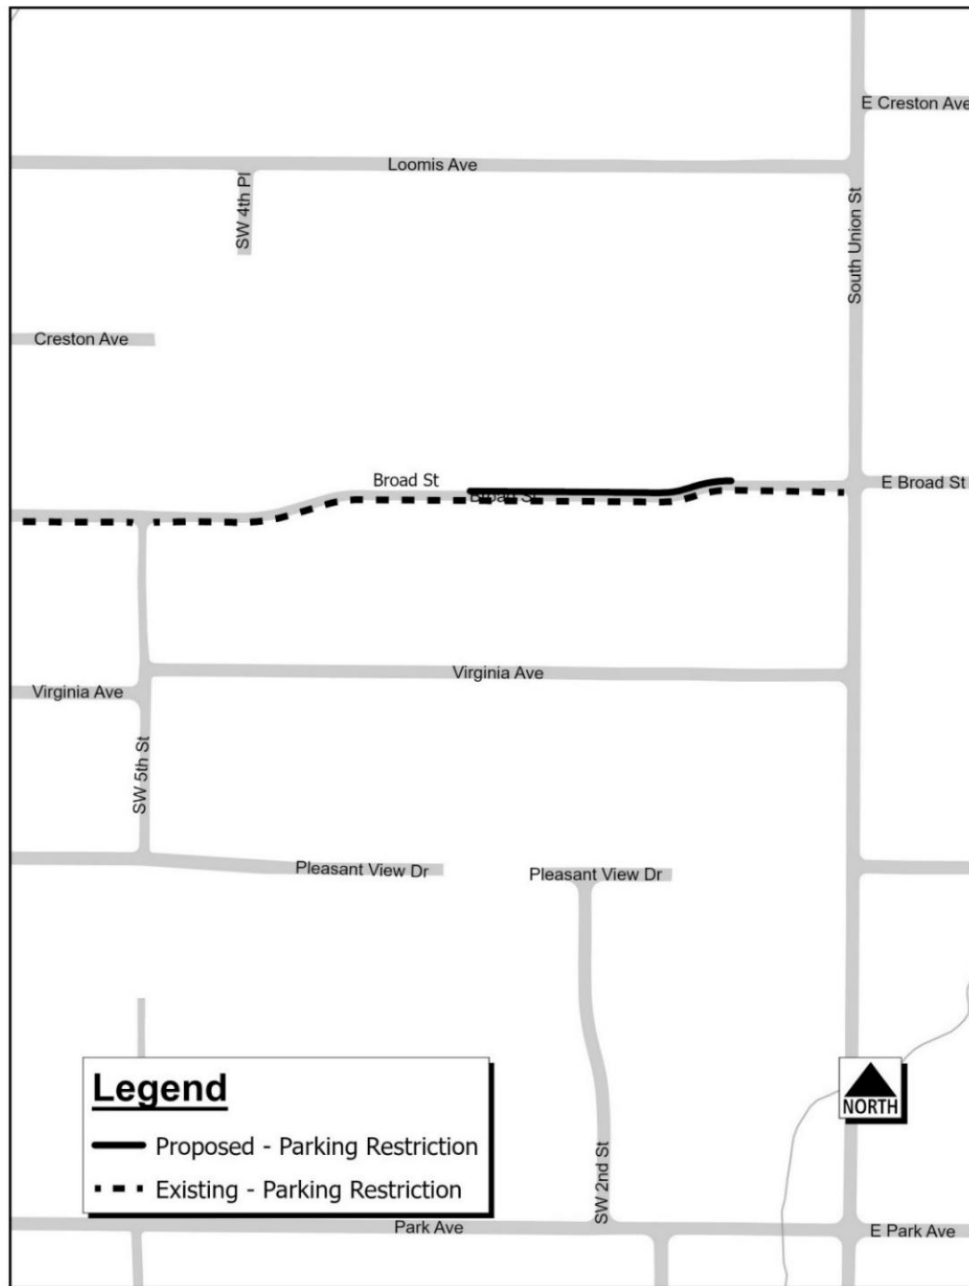 E Creston Ave
Loomis Ave
SW 4th Pl
South Union St
Creston Ave
Broad St
E Broad St
Broad St
Virginia Ave
Virginia Ave
SW 5th St
Pleasant View Dr
Pleasant View Dr
Legend
NORTH
Proposed - Parking Restriction
Existing - Parking Restriction
SW 2nd St
Park Ave
E Park Ave